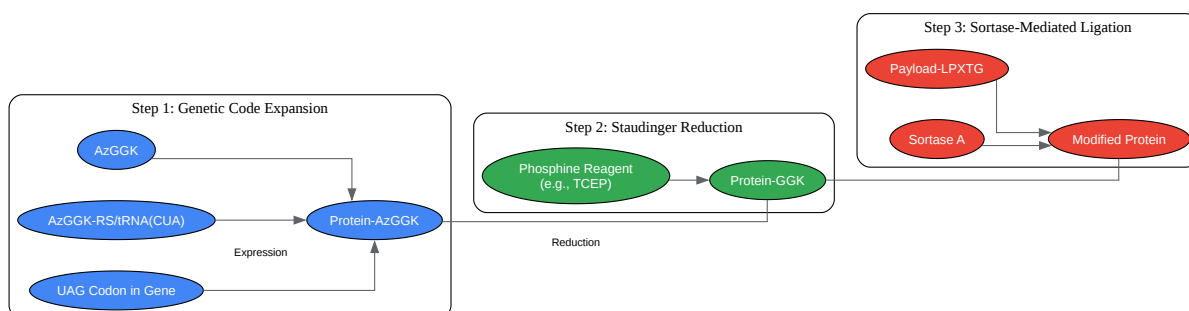 Step 1: Genetic Code Expansion
AzGGK
AzGGK-RS/tRNA(CUA)
Protein-AzGGK
Expression
UAG Codon in Gene
Step 2: Staudinger Reduction
Phosphine Reagent
(e.g., TCEP)
Protein-GGK
Reduction
Step 3: Sortase-Mediated Ligation
Payload-LPXTG
Sortase A
Modified Protein